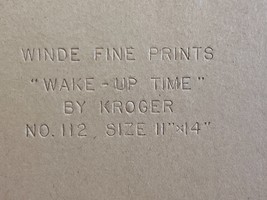 WINDE FINE PRINTS
"WAKE-UP TIME"
BY KROGER
NO. 112, SIZE 11"x14"